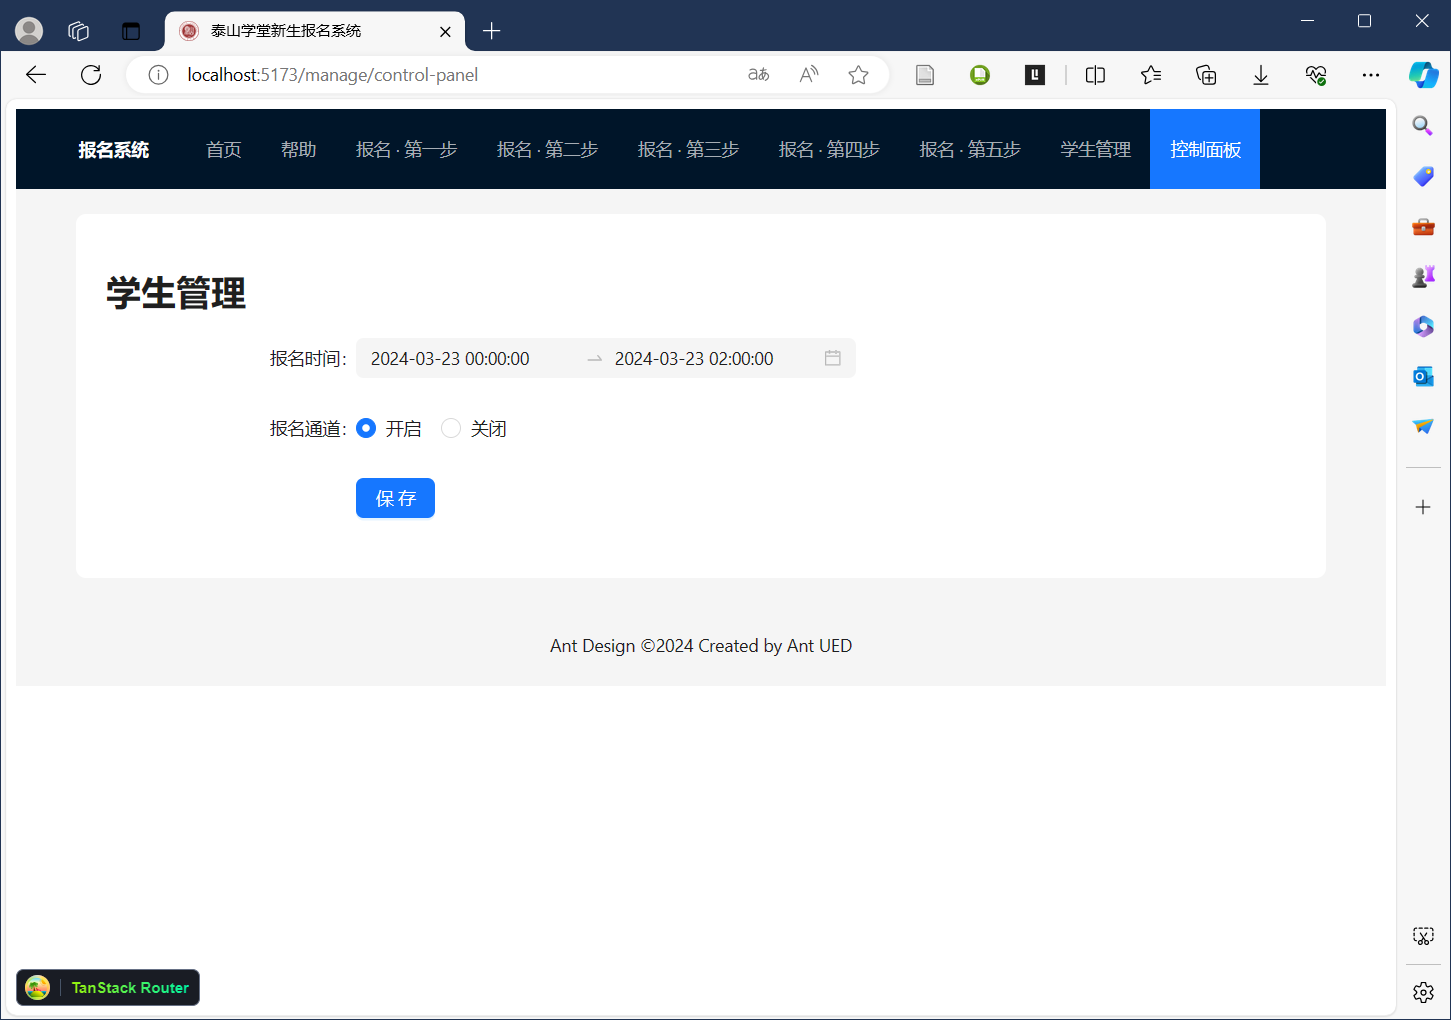 泰山学堂新生报名系统
localhost:5173/manage/control-panel
报名系统 首页 帮助 报名 · 第一步 报名 · 第二步 报名 · 第三步 报名 · 第四步 报名 · 第五步 学生管理 控制面板
学生管理
报名时间: 2024-03-23 00:00:00 → 2024-03-23 02:00:00
报名通道: 开启 关闭
保 存
Ant Design ©2024 Created by Ant UED
TanStack Router